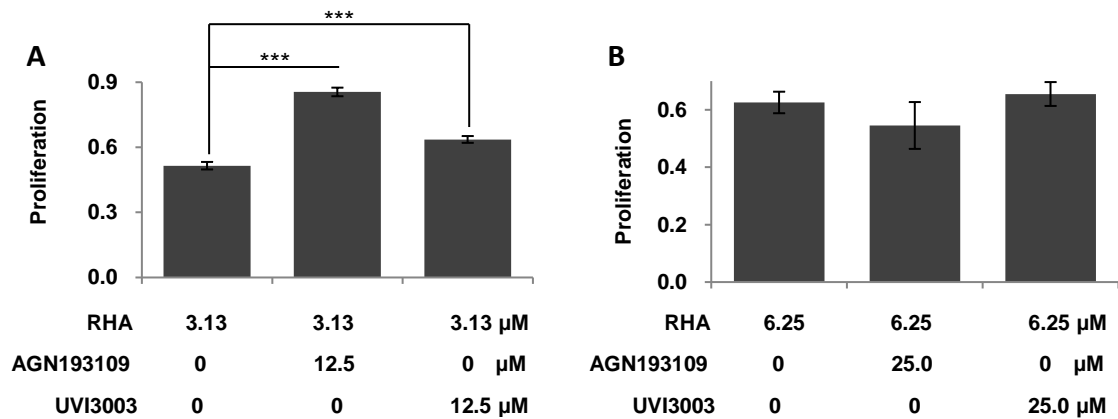 ***
A
***
B
0.9
0.6
0.3
0.0
Proliferation
0.6
0.4
0.2
0.0
Proliferation
RHA 3.13 3.13 3.13 µM
AGN193109 0 12.5 0 µM
UVI3003 0 0 12.5 µM
RHA 6.25 6.25 6.25 µM
AGN193109 0 25.0 0 µM
UVI3003 0 0 25.0 µM